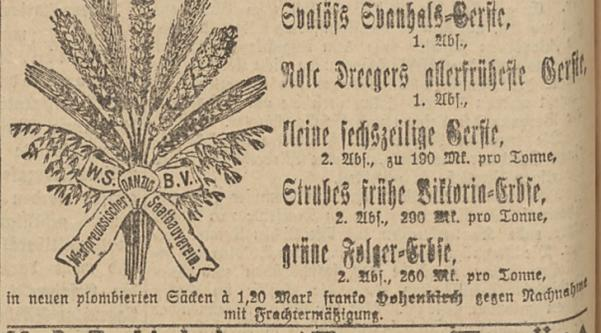 Svalöfs Svanhals-Gerste,
1. Abs.,
Nolc Dreegers allerfrüheste Gerste,
1. Abs.,
kleine sechszeilige Gerste,
2. Abs., zu 190 Mk. pro Tonne,
Strubes frühe Viktoria-Erbse,
2. Abs., 290 Mk. pro Tonne,
grüne Folger-Erbse,
2. Abs., 260 Mk. pro Tonne,
W.S. DANZIG B.V.
Westpreussischer Saatbauverein.
in neuen plombierten Säcken à 1,20 Mark franko Hohenkirch gegen Nachnahme
mit Frachtermäßigung.